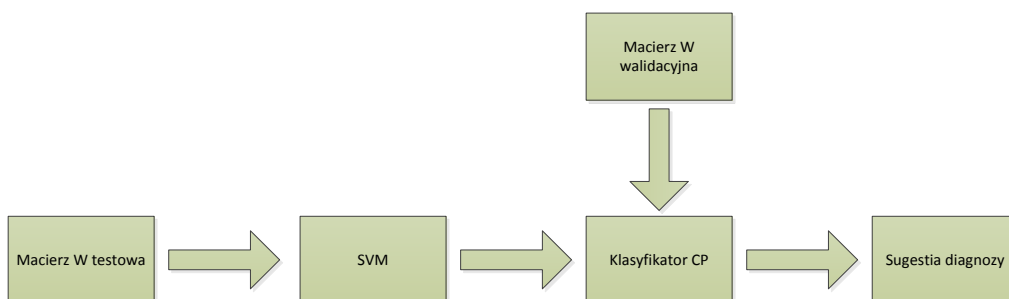 Macierz W
walidacyjna
Macierz W testowa
SVM
Klasyfikator CP
Sugestia diagnozy